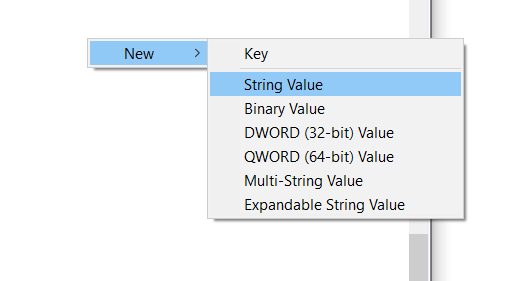 New
Key
String Value
Binary Value
DWORD (32-bit) Value
QWORD (64-bit) Value
Multi-String Value
Expandable String Value